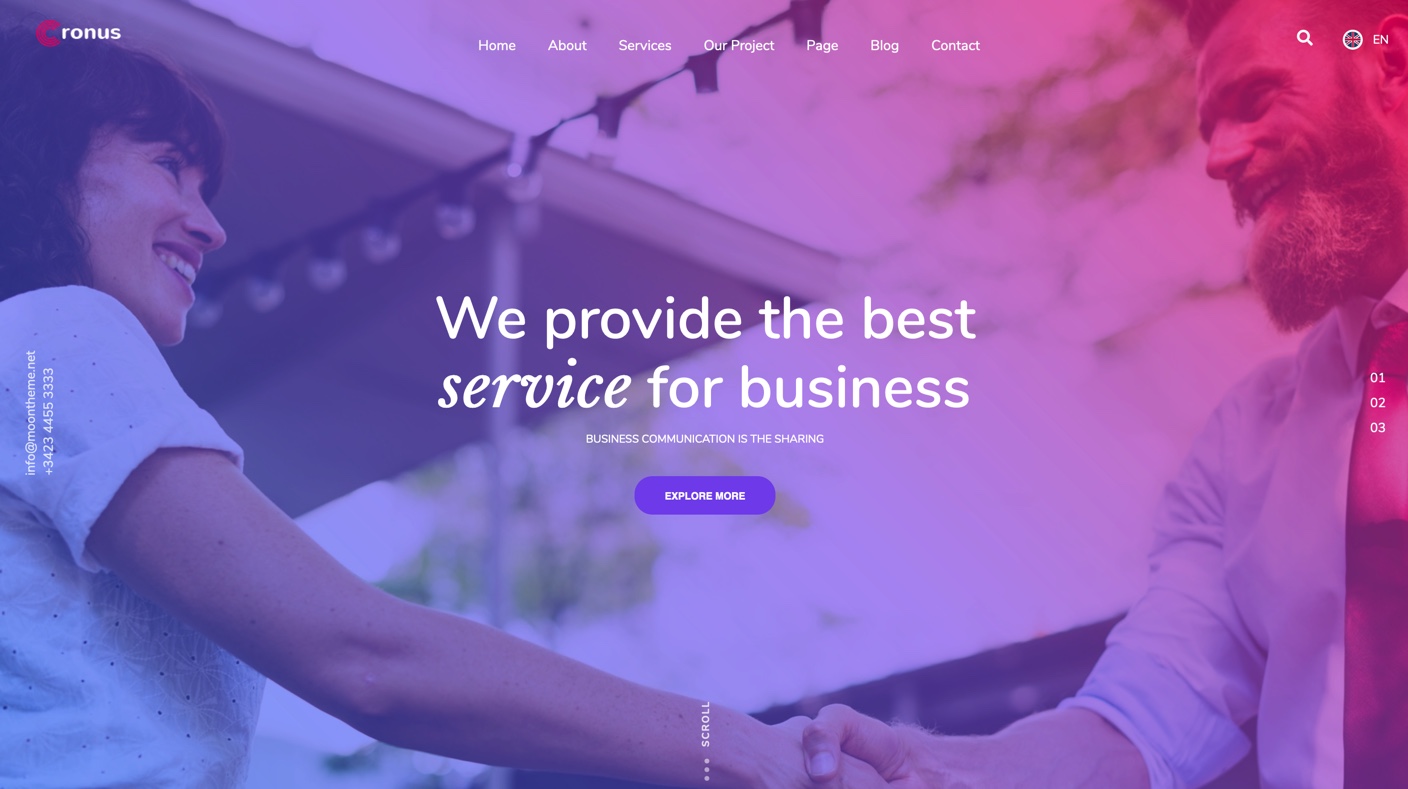 Cronus
Home About Services Our Project Page Blog Contact
EN
We provide the best
service for business
BUSINESS COMMUNICATION IS THE SHARING
EXPLORE MORE
info@moontheme.net
+3423 4455 3333
01
02
03
SCROLL